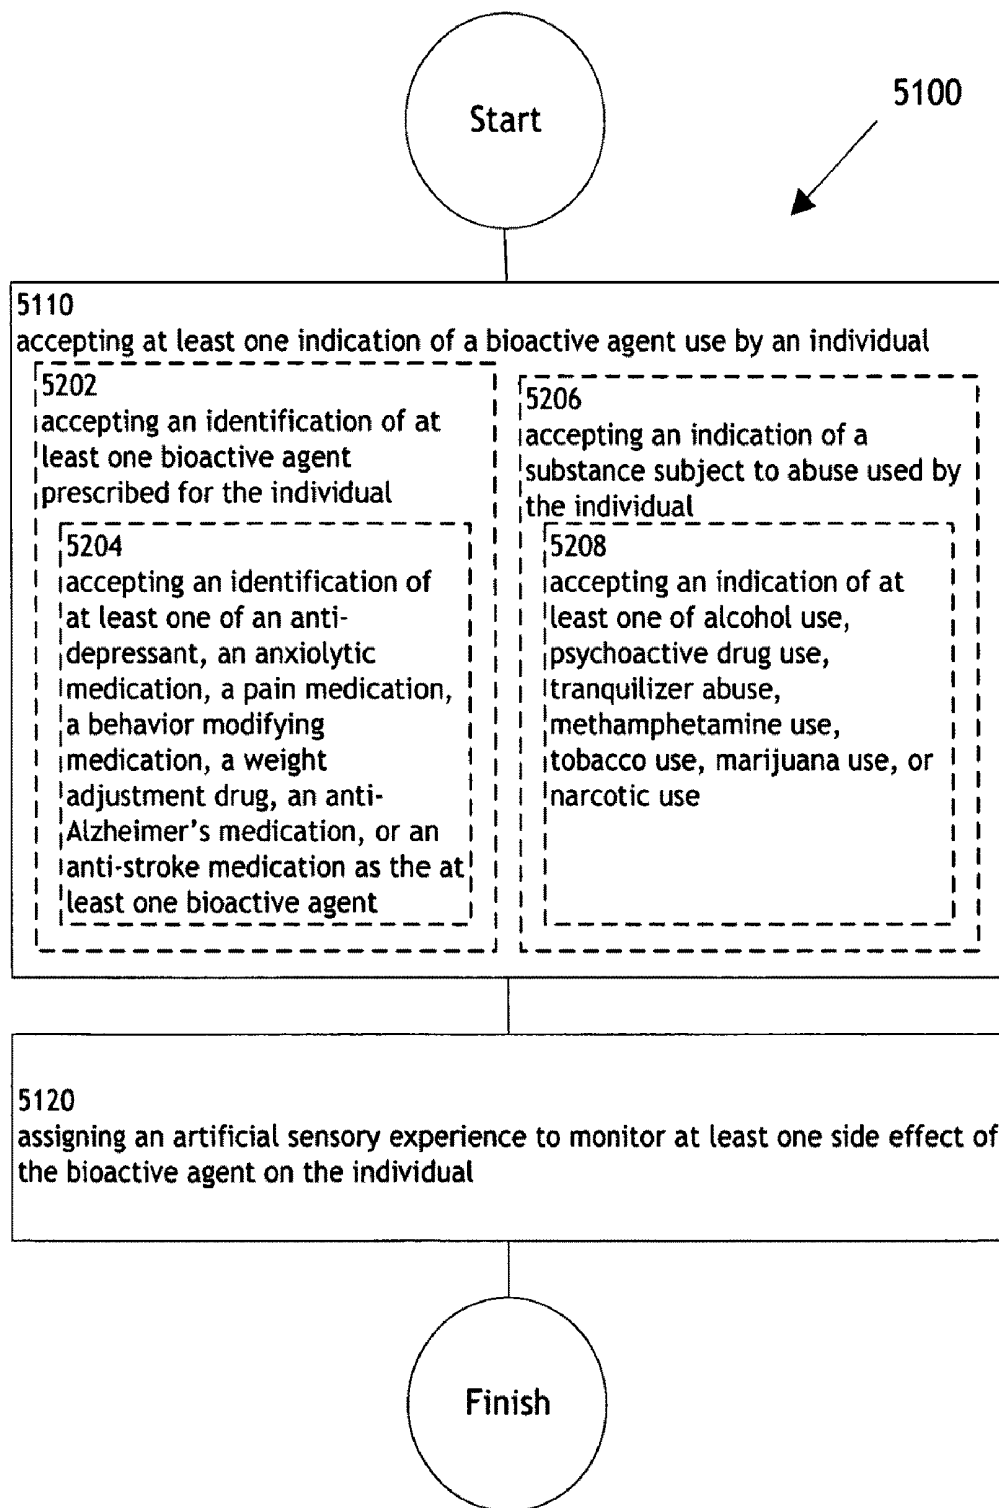 Start
5100
5110
accepting at least one indication of a bioactive agent use by an individual
5202
accepting an identification of at
least one bioactive agent
prescribed for the individual
5204
accepting an identification of
at least one of an anti-
depressant, an anxiolytic
medication, a pain medication,
a behavior modifying
medication, a weight
adjustment drug, an anti-
Alzheimer's medication, or an
anti-stroke medication as the at
least one bioactive agent
5206
accepting an indication of a
substance subject to abuse used by
the individual
5208
accepting an indication of at
least one of alcohol use,
psychoactive drug use,
tranquilizer abuse,
methamphetamine use,
tobacco use, marijuana use, or
narcotic use
5120
assigning an artificial sensory experience to monitor at least one side effect of
the bioactive agent on the individual
Finish